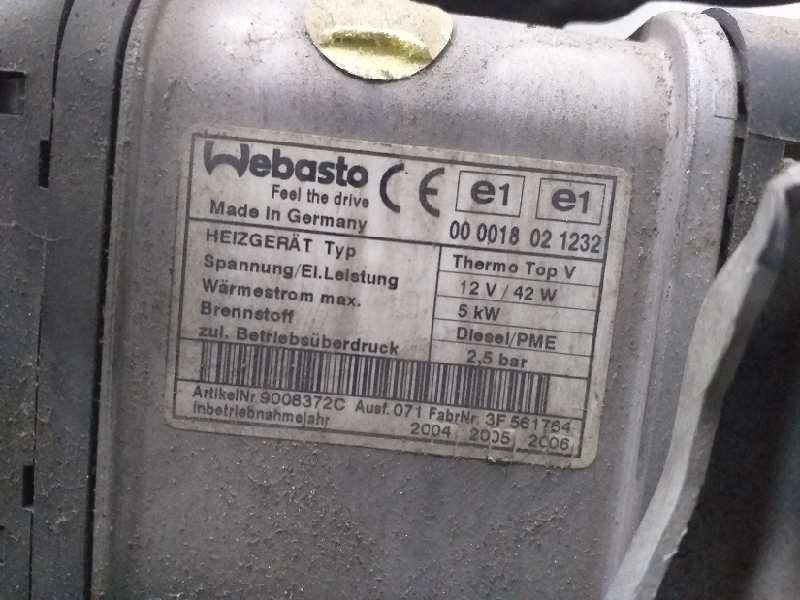 Webasto
Feel the drive
CE e1 e1
Made in Germany 00 0018 02 1232
HEIZGERÄT Typ Thermo Top V
Spannung/El.Leistung 12 V / 42 W
Wärmestrom max. 5 kW
Brennstoff Diesel/PME
zul. Betriebsüberdruck 2,5 bar
ArtikelNr. 9008372C Ausf. 071 FabrNr. 3F 561764
Inbetriebnahmejahr 2004 2005 2006